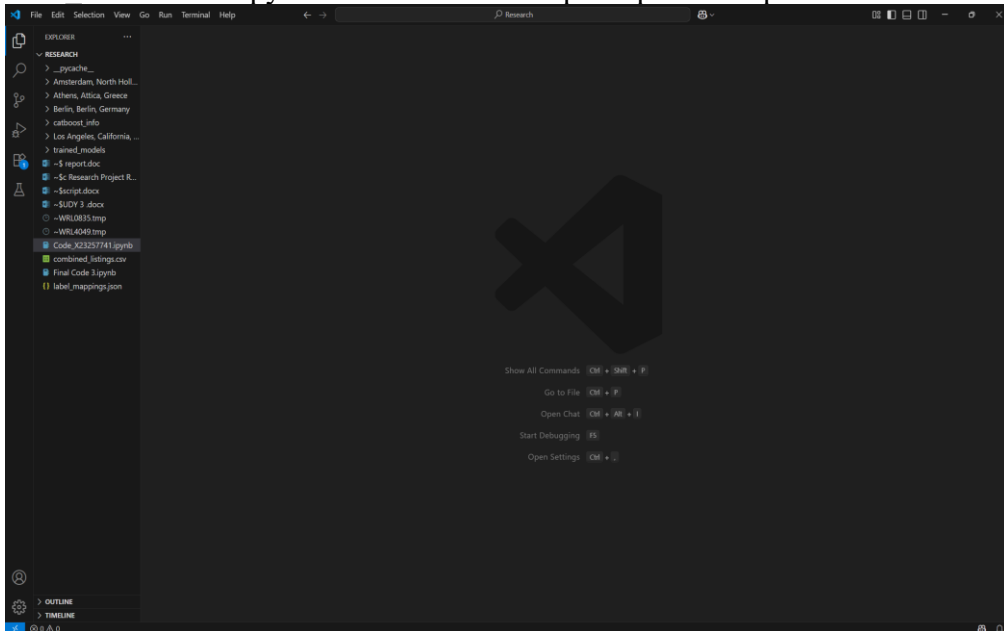 File Edit Selection View Go Run Terminal Help
Research
EXPLORER ...
RESEARCH
__pycache__
Amsterdam, North Holl...
Athens, Attica, Greece
Berlin, Berlin, Germany
catboost_info
Los Angeles, California, ...
trained_models
~$ report.doc
~$c Research Project R...
~$script.docx
~$UDY 3 .docx
~WRL0835.tmp
~WRL4049.tmp
Code_X23257741.ipynb
combined_listings.csv
Final Code 3.ipynb
{} label_mappings.json
Show All Commands Ctrl + Shift + P
Go to File Ctrl + P
Open Chat Ctrl + Alt + I
Start Debugging F5
Open Settings Ctrl + ,
1
OUTLINE
TIMELINE
0 0